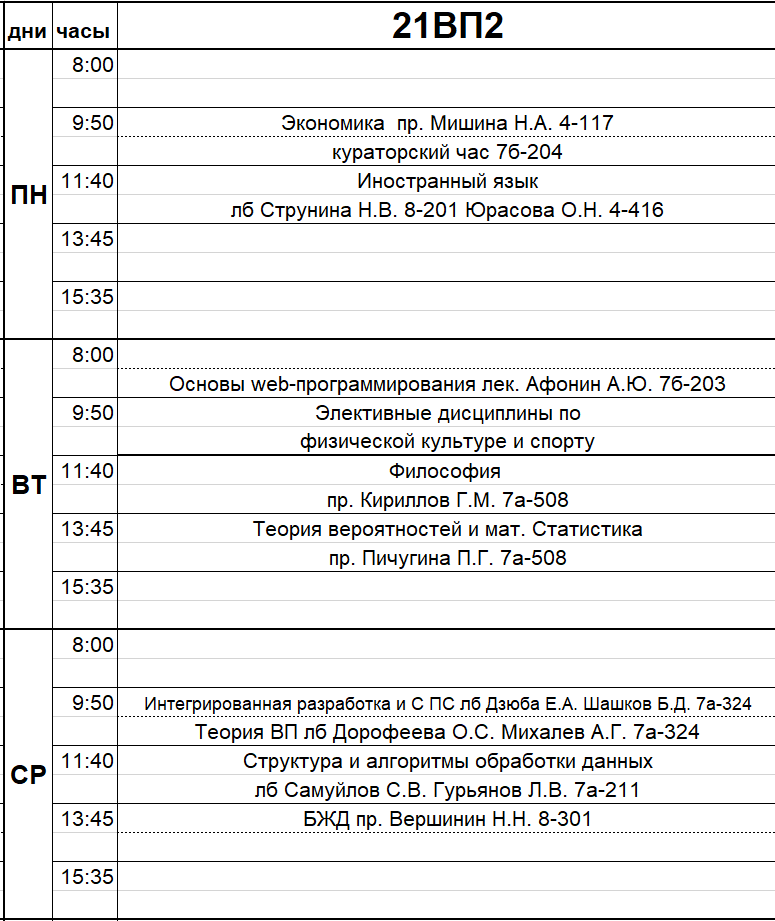 дни часы 21ВП2
ПН
8:00
9:50 Экономика пр. Мишина Н.А. 4-117
кураторский час 7б-204
11:40 Иностранный язык
лб Струнина Н.В. 8-201 Юрасова О.Н. 4-416
13:45
15:35
ВТ
8:00
Основы web-программирования лек. Афонин А.Ю. 7б-203
9:50 Элективные дисциплины по
физической культуре и спорту
11:40 Философия
пр. Кириллов Г.М. 7а-508
13:45 Теория вероятностей и мат. Статистика
пр. Пичугина П.Г. 7а-508
15:35
СР
8:00
9:50 Интегрированная разработка и С ПС лб Дзюба Е.А. Шашков Б.Д. 7а-324
Теория ВП лб Дорофеева О.С. Михалев А.Г. 7а-324
11:40 Структура и алгоритмы обработки данных
лб Самуйлов С.В. Гурьянов Л.В. 7а-211
13:45 БЖД пр. Вершинин Н.Н. 8-301
15:35